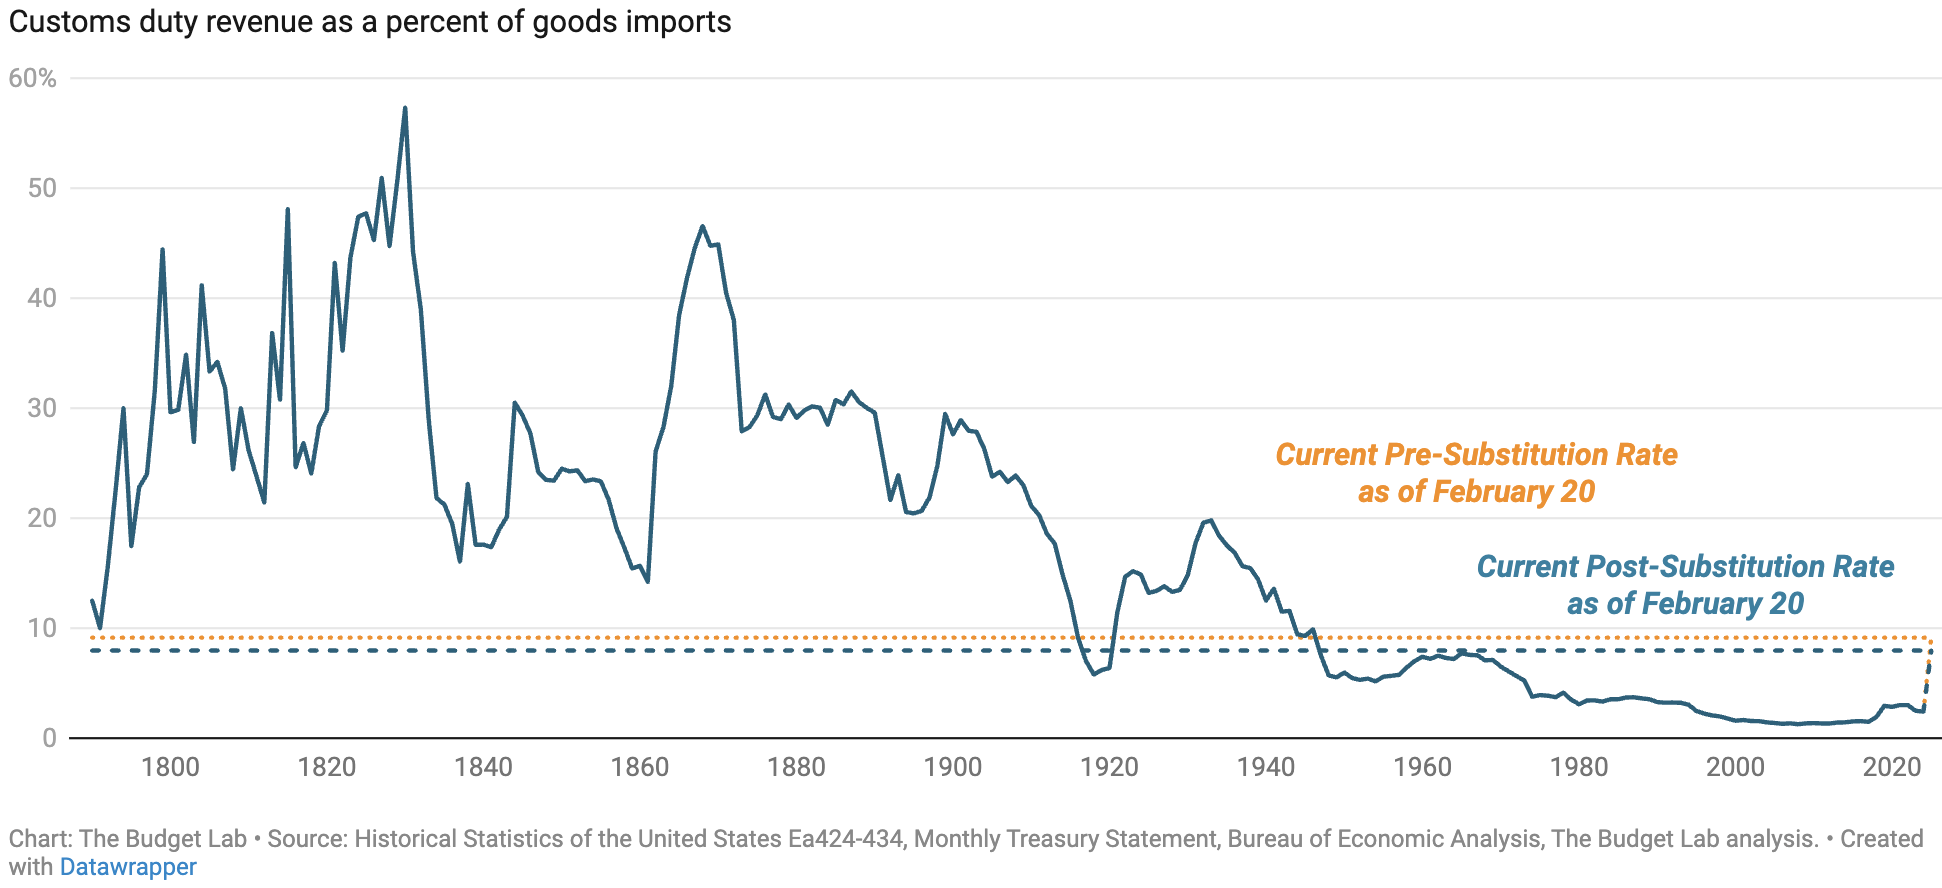 Customs duty revenue as a percent of goods imports
60%
50
40
30
20
10
0
Current Pre-Substitution Rate
as of February 20
Current Post-Substitution Rate
as of February 20
1800 1820 1840 1860 1880 1900 1920 1940 1960 1980 2000 2020
Chart: The Budget Lab • Source: Historical Statistics of the United States Ea424-434, Monthly Treasury Statement, Bureau of Economic Analysis, The Budget Lab analysis. • Created
with Datawrapper